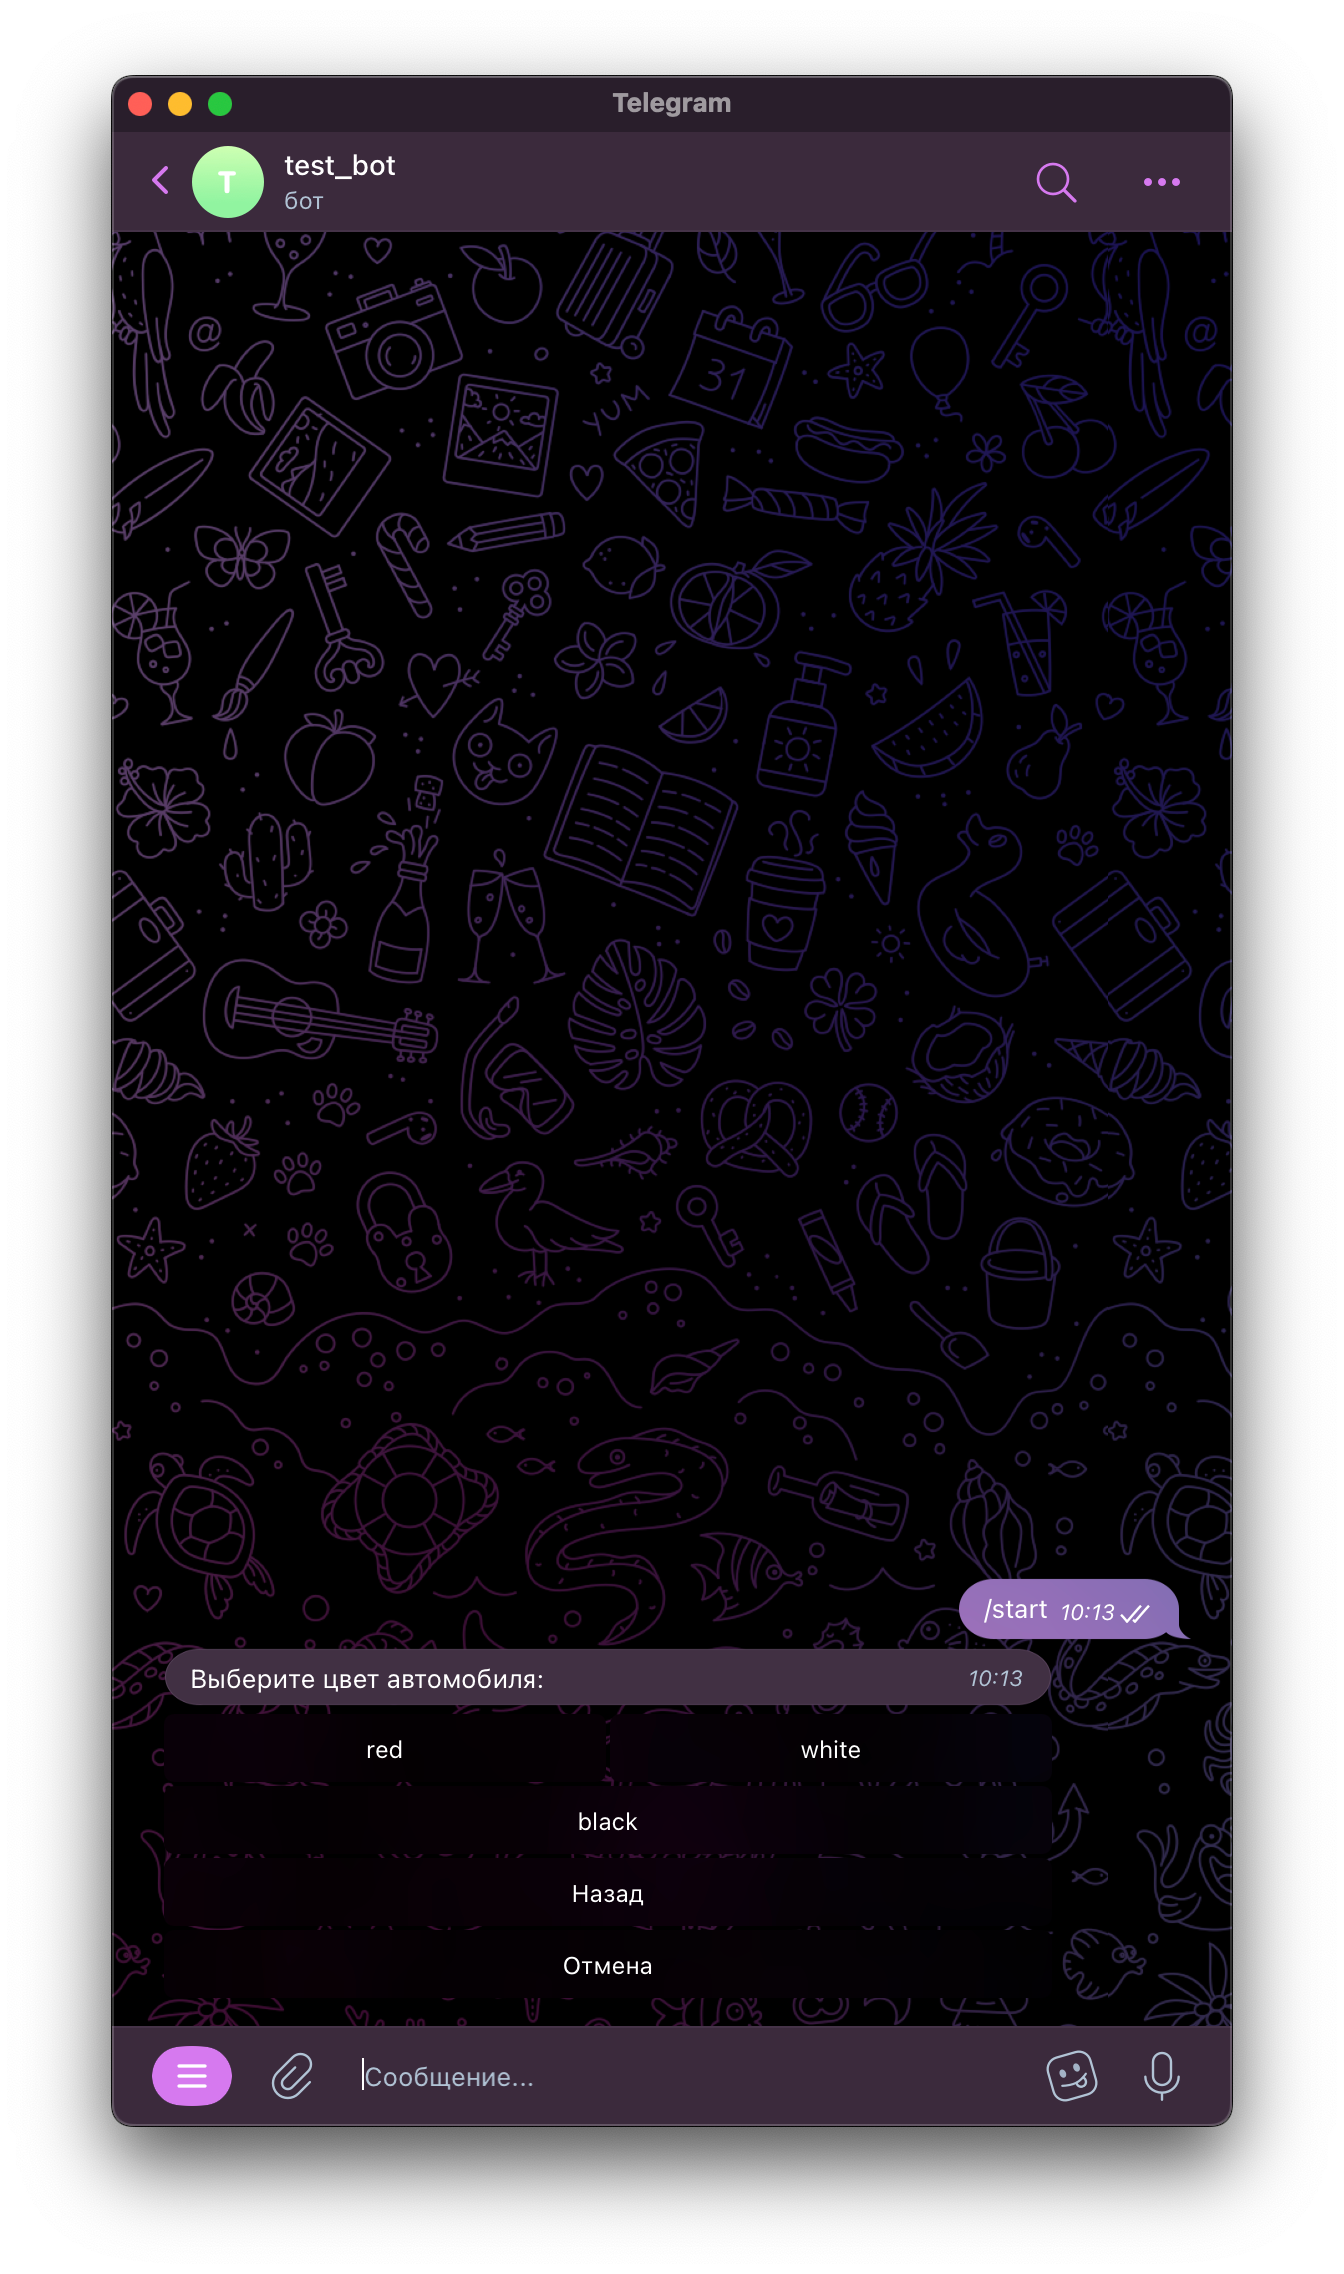 Telegram
T
test_bot
бот
@
@
31
YUM
/start 10:13
Выберите цвет автомобиля: 10:13
red white
black
Назад
Отмена
Сообщение...